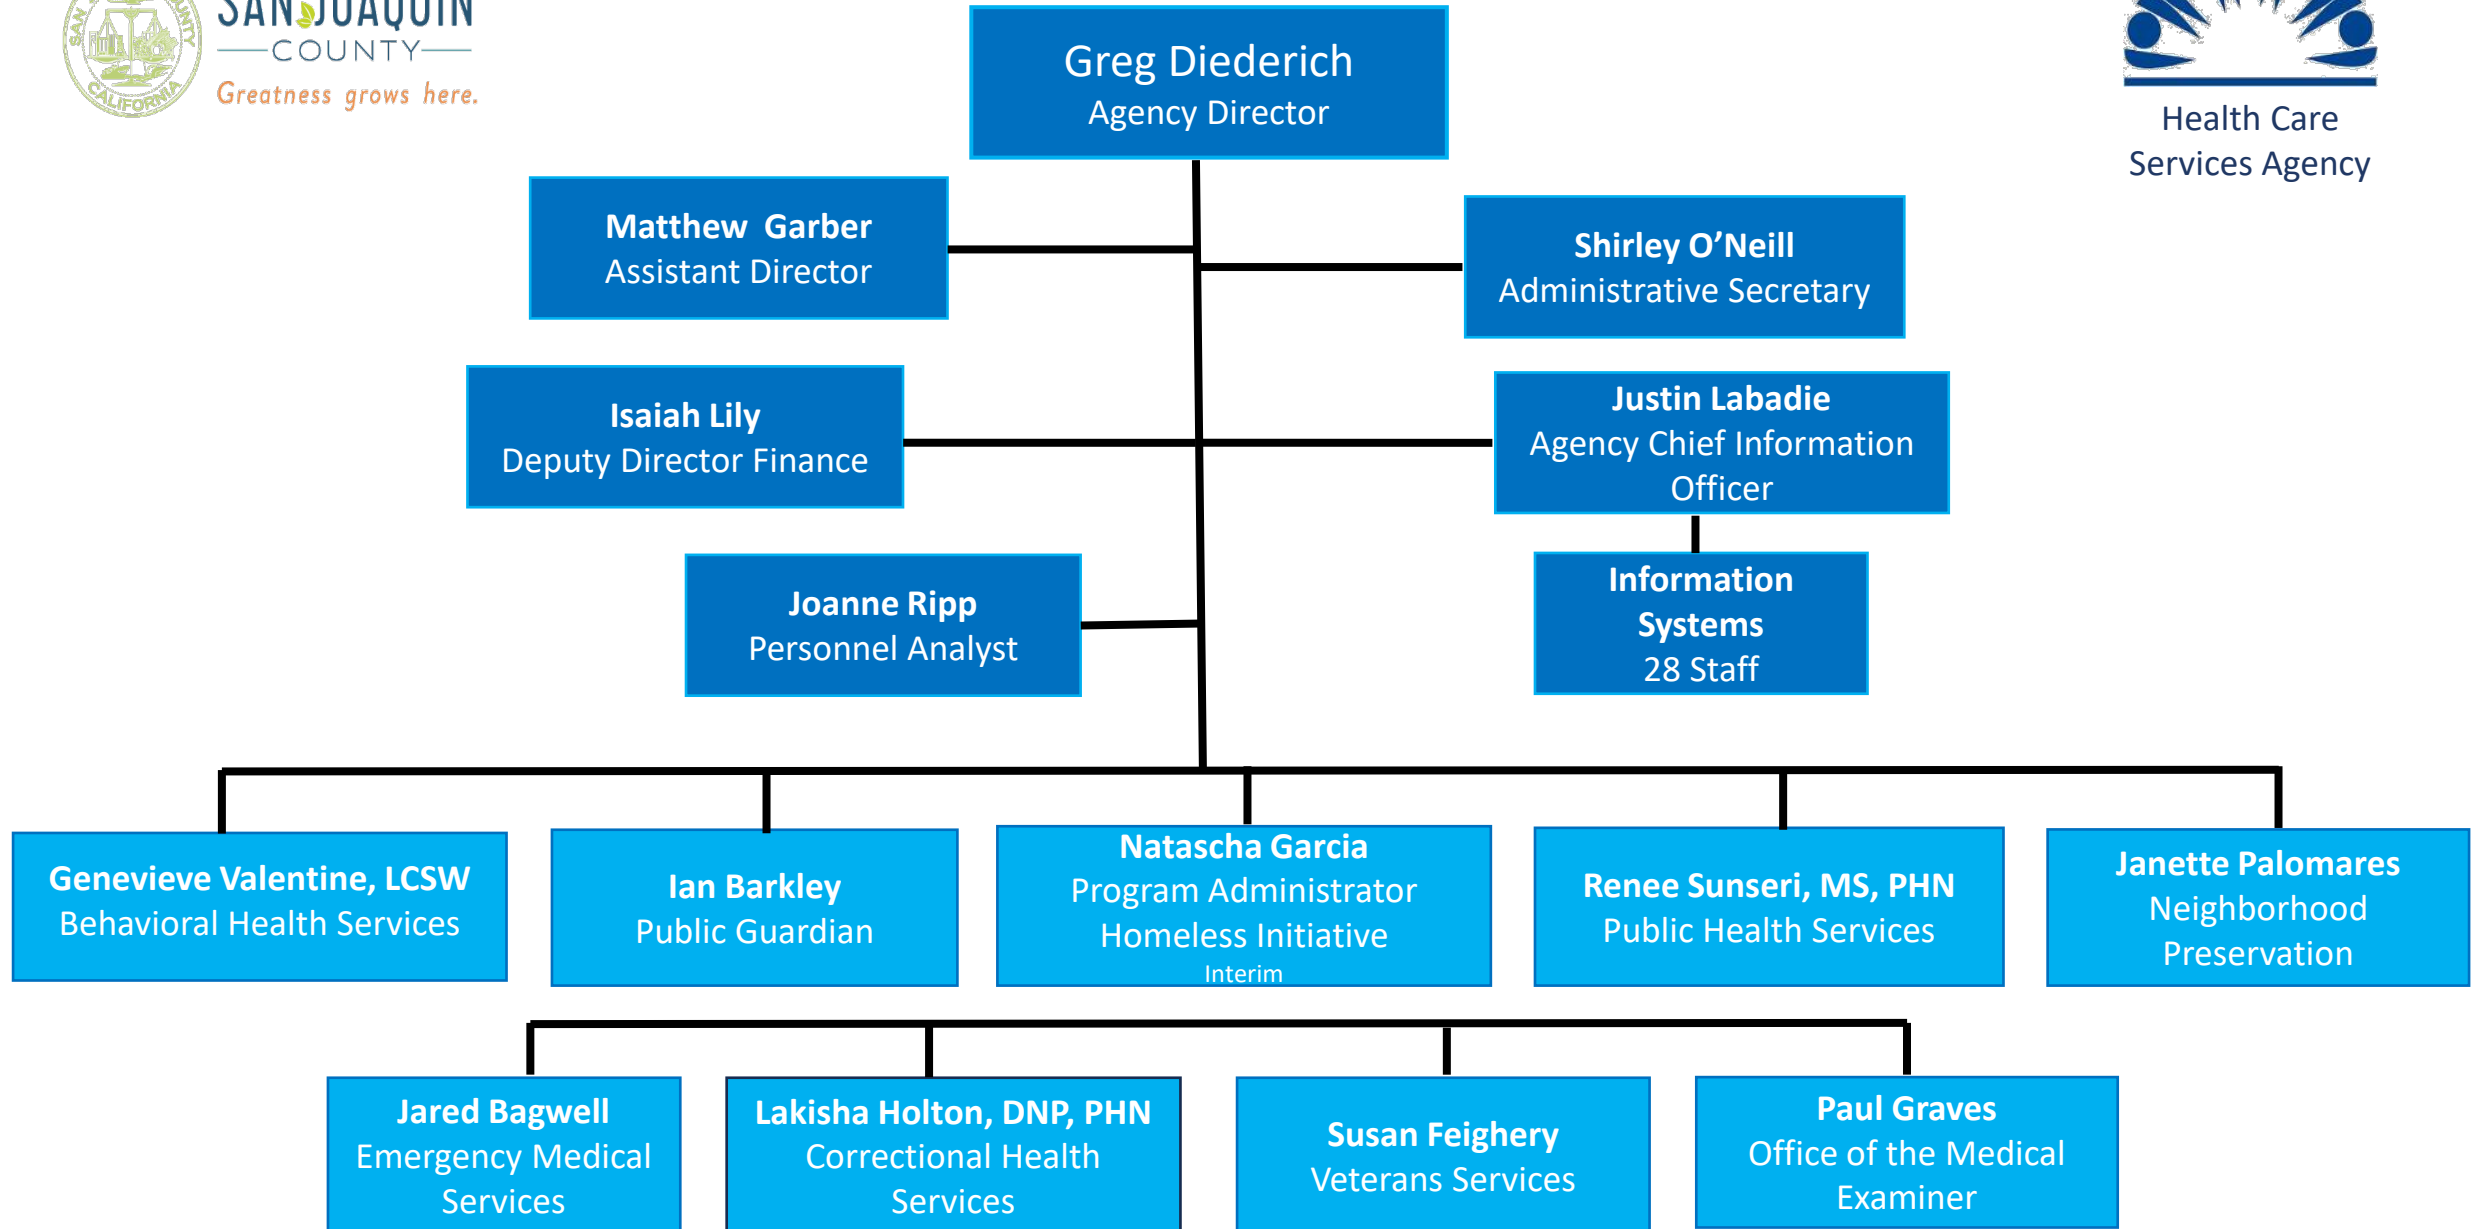 SAN JOAQUIN
COUNTY
Greatness grows here.
SAN
COUNTY
CALIFORNIA
Greg Diederich
Agency Director
Health Care
Services Agency
Matthew  Garber
Assistant Director
Shirley O’Neill
Administrative Secretary
Isaiah Lily
Deputy Director Finance
Justin Labadie
Agency Chief Information
Officer
Joanne Ripp
Personnel Analyst
Information
Systems
28 Staff
Genevieve Valentine, LCSW
Behavioral Health Services
Ian Barkley
Public Guardian
Natascha Garcia
Program Administrator
Homeless Initiative
Interim
Renee Sunseri, MS, PHN
Public Health Services
Janette Palomares
Neighborhood
Preservation
Jared Bagwell
Emergency Medical
Services
Lakisha Holton, DNP, PHN
Correctional Health
Services
Susan Feighery
Veterans Services
Paul Graves
Office of the Medical
Examiner